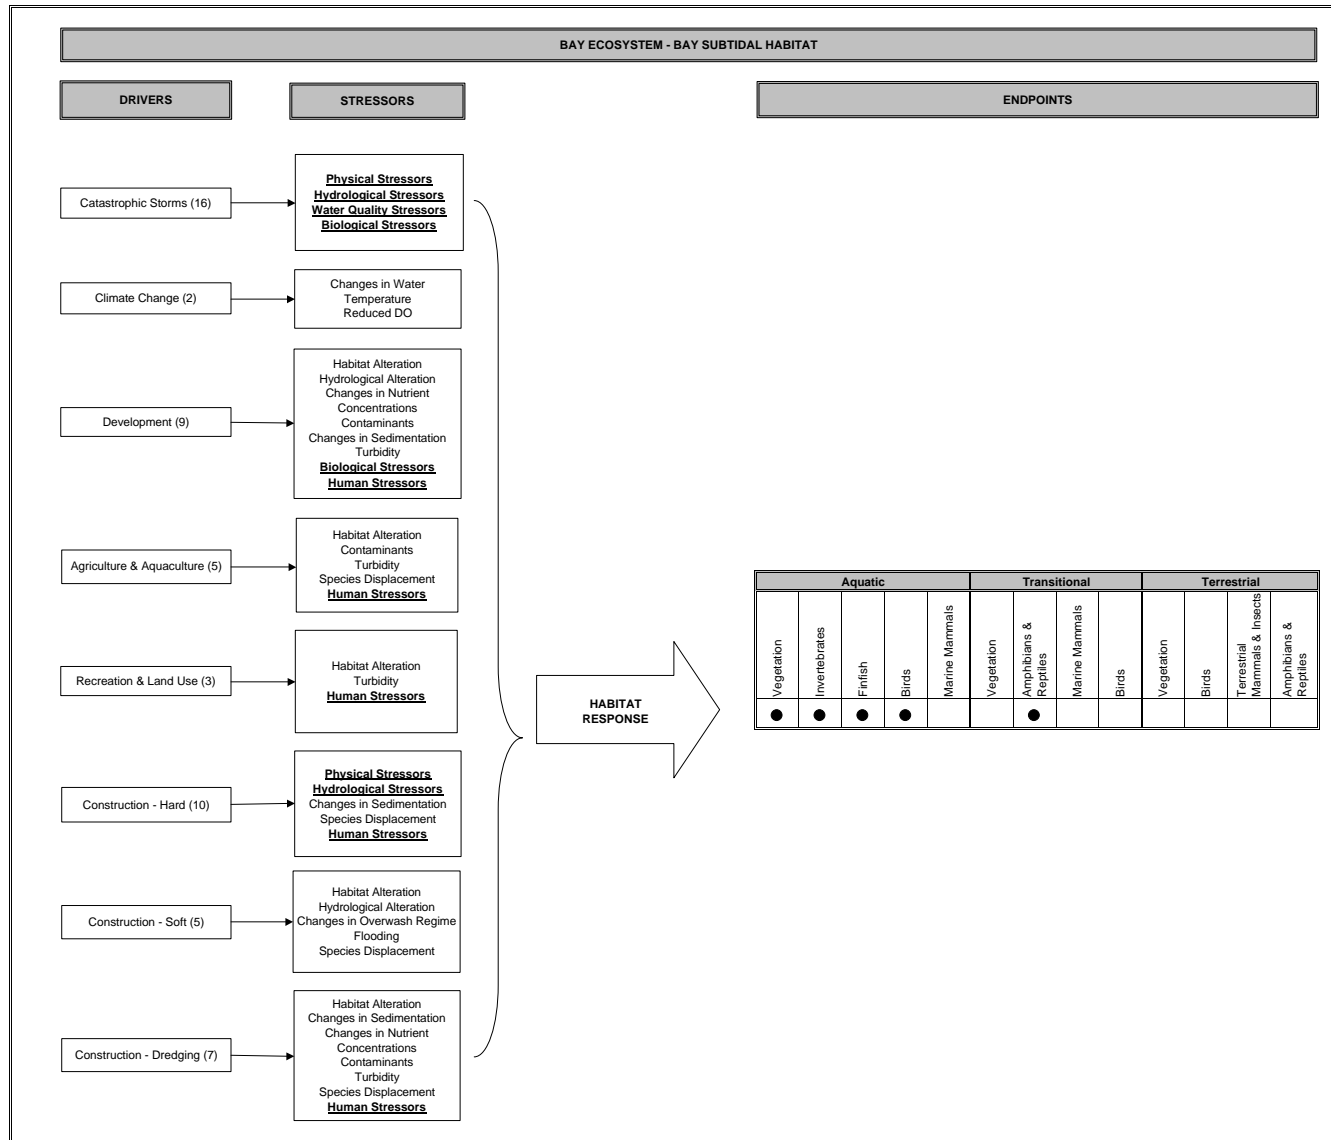 BAY ECOSYSTEM - BAY SUBTIDAL HABITAT
DRIVERS
STRESSORS
ENDPOINTS
Catastrophic Storms (16)
Physical Stressors
Hydrological Stressors
Water Quality Stressors
Biological Stressors
Climate Change (2)
Changes in Water
Temperature
Reduced DO
Development (9)
Habitat Alteration
Hydrological Alteration
Changes in Nutrient
Concentrations
Contaminants
Changes in Sedimentation
Turbidity
Biological Stressors
Human Stressors
Agriculture & Aquaculture (5)
Habitat Alteration
Contaminants
Turbidity
Species Displacement
Human Stressors
Recreation & Land Use (3)
Habitat Alteration
Turbidity
Human Stressors
Construction - Hard (10)
Physical Stressors
Hydrological Stressors
Changes in Sedimentation
Species Displacement
Human Stressors
Construction - Soft (5)
Habitat Alteration
Hydrological Alteration
Changes in Overwash Regime
Flooding
Species Displacement
Construction - Dredging (7)
Habitat Alteration
Changes in Sedimentation
Changes in Nutrient
Concentrations
Contaminants
Turbidity
Species Displacement
Human Stressors
HABITAT
RESPONSE
Aquatic
Transitional
Terrestrial
Vegetation
Invertebrates
Finfish
Birds
Marine Mammals
Vegetation
Amphibians &
Reptiles
Marine Mammals
Birds
Vegetation
Birds
Terrestrial
Mammals & Insects
Amphibians &
Reptiles